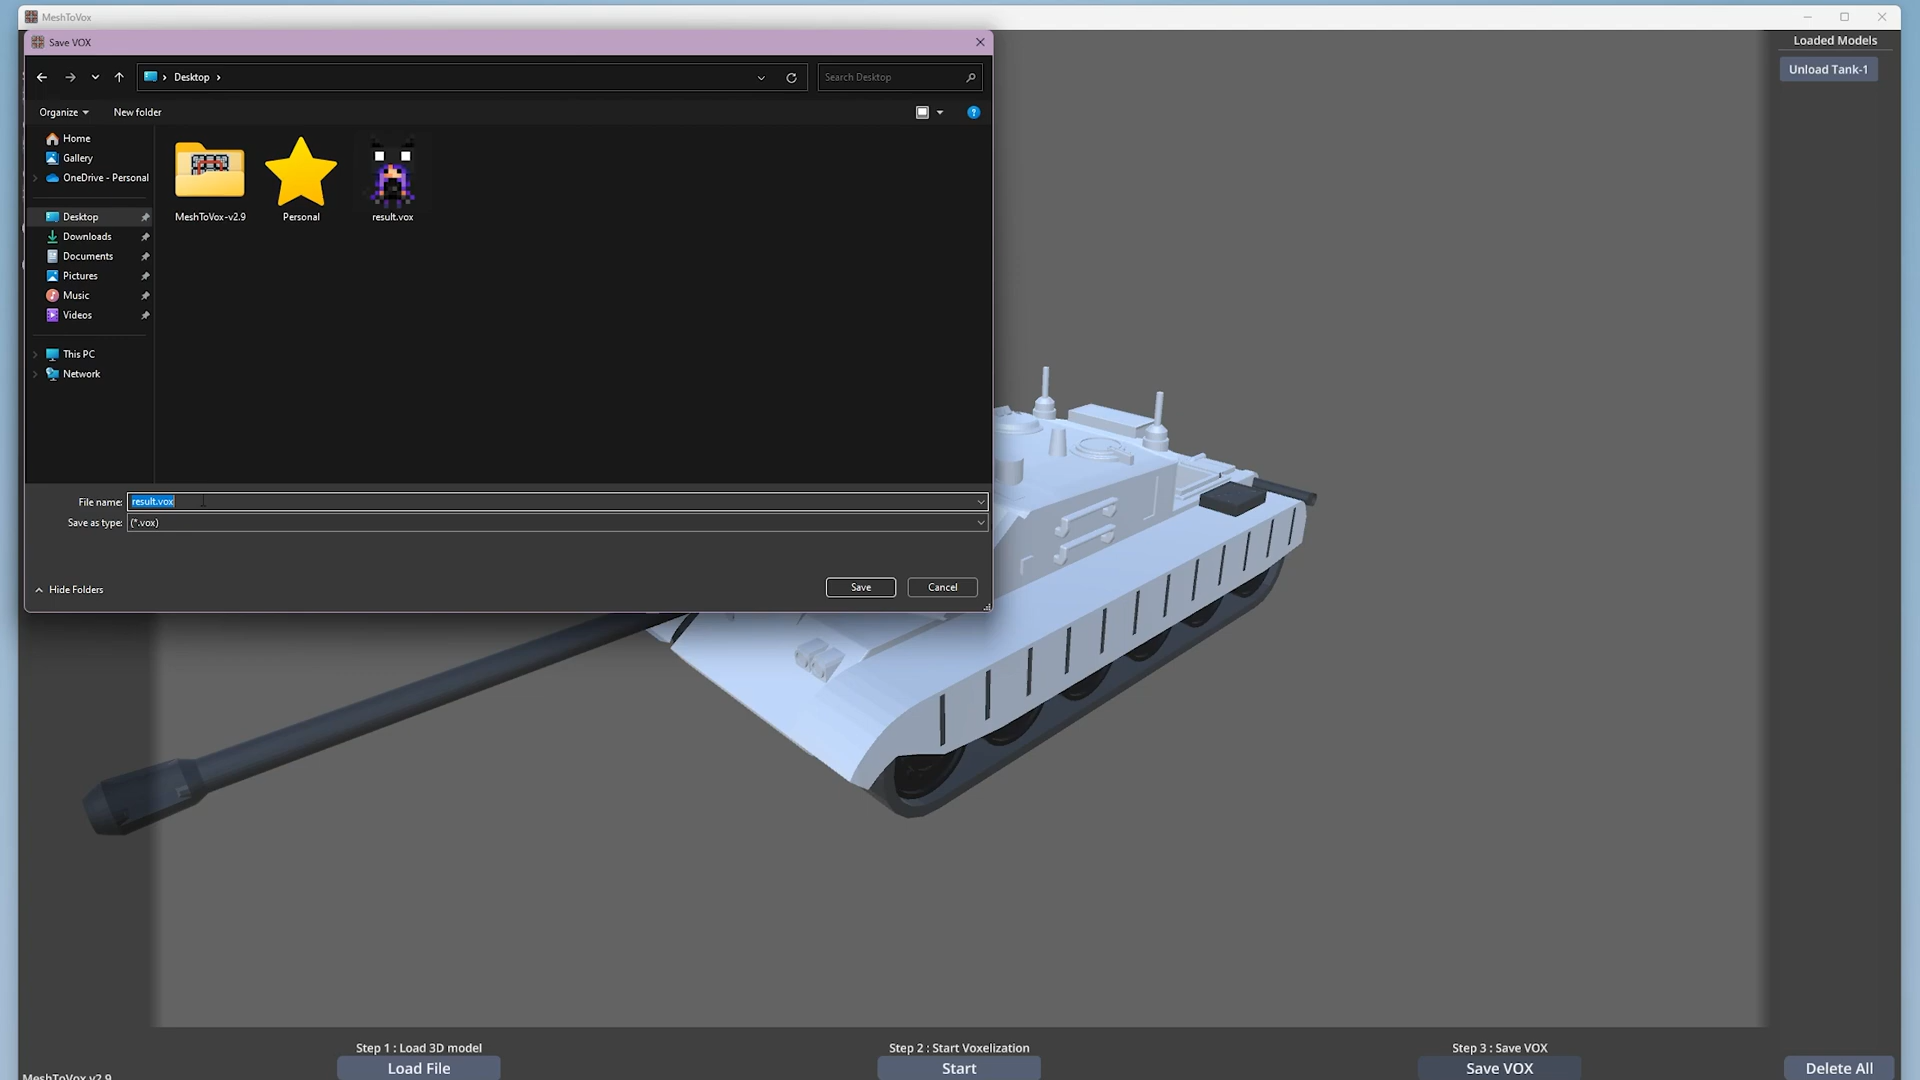 MeshToVox
Save VOX
Desktop
Search Desktop
Organize
New folder
Home
Gallery
OneDrive - Personal
Desktop
Downloads
Documents
Pictures
Music
Videos
This PC
Network
MeshToVox-v2.9
Personal
result.vox
File name: result.vox
Save as type: (*.vox)
Hide Folders
Save
Cancel
Loaded Models
Unload Tank-1
Step 1 : Load 3D model
Load File
Step 2 : Start Voxelization
Start
Step 3 : Save VOX
Save VOX
Delete All
MeshToVox v2.9